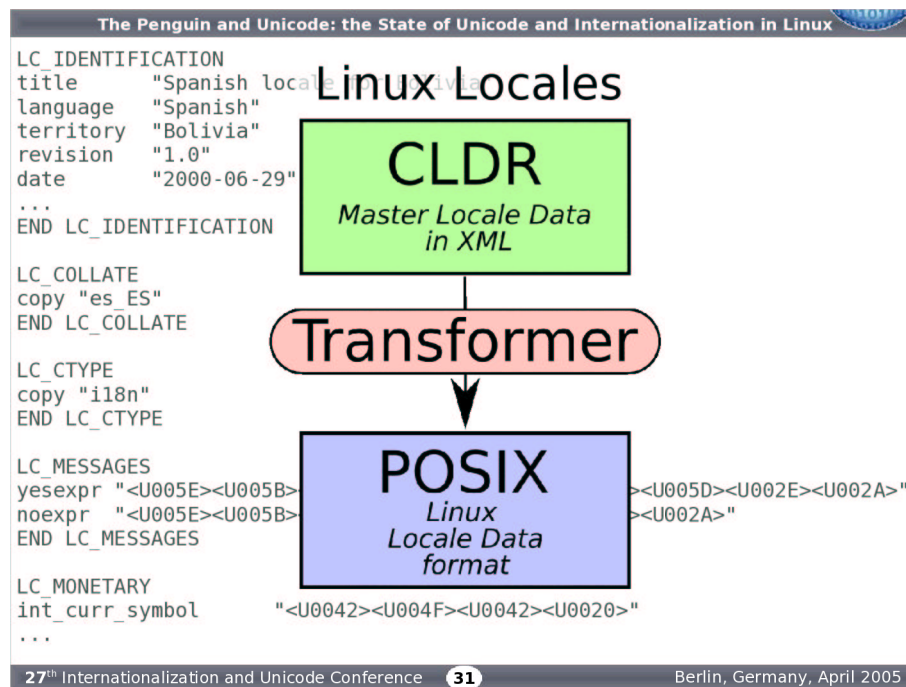 The Penguin and Unicode: the State of Unicode and Internationalization in Linux
LC_IDENTIFICATION
title "Spanish locale for Bolivia"
language "Spanish"
territory "Bolivia"
revision "1.0"
date "2000-06-29"
...
END LC_IDENTIFICATION
LC_COLLATE
copy "es_ES"
END LC_COLLATE
LC_CTYPE
copy "i18n"
END LC_CTYPE
LC_MESSAGES
yesexpr "<U005E><U005B> ><U005D><U002E><U002A>"
noexpr "<U005E><U005B> ><U002A>"
END LC_MESSAGES
LC_MONETARY
int_curr_symbol "<U0042><U004F><U0042><U0020>"
...
Linux Locales
CLDR
Master Locale Data
in XML
Transformer
POSIX
Linux
Locale Data
format
27th Internationalization and Unicode Conference 31 Berlin, Germany, April 2005